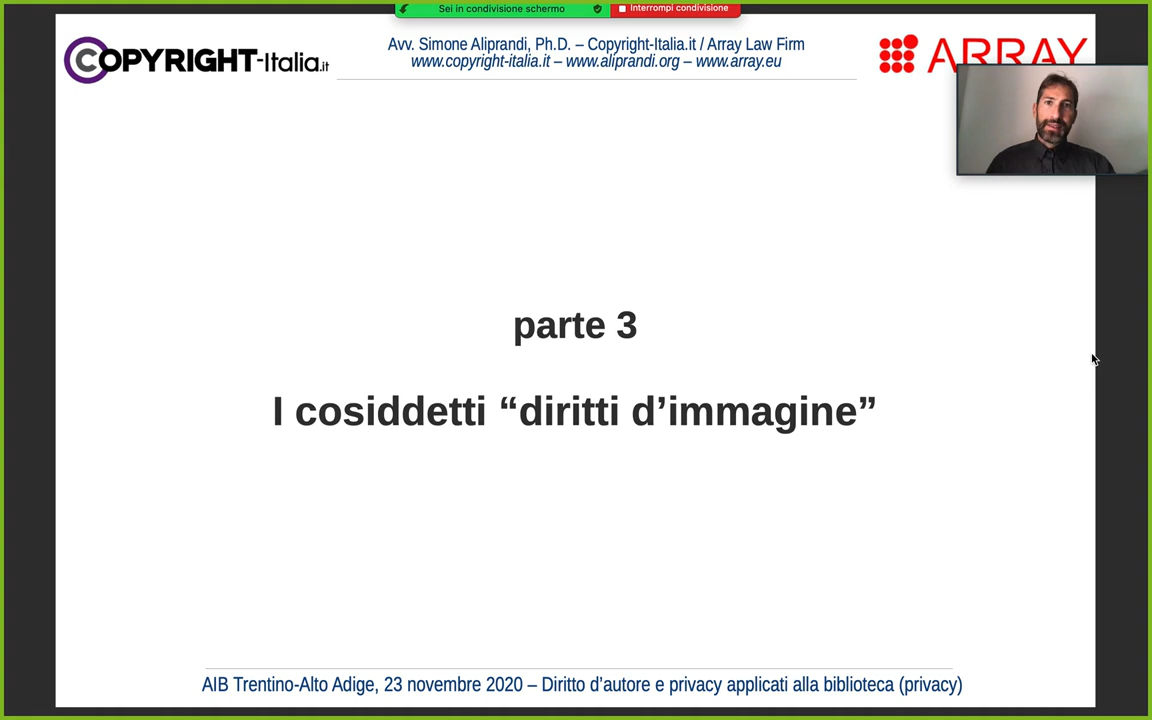 Sei in condivisione schermo
Interrompi condivisione
COPYRIGHT-Italia.it
Avv. Simone Aliprandi, Ph.D. – Copyright-Italia.it / Array Law Firm
www.copyright-italia.it – www.aliprandi.org – www.array.eu
ARRAY
parte 3
I cosiddetti “diritti d’immagine”
AIB Trentino-Alto Adige, 23 novembre 2020 – Diritto d’autore e privacy applicati alla biblioteca (privacy)